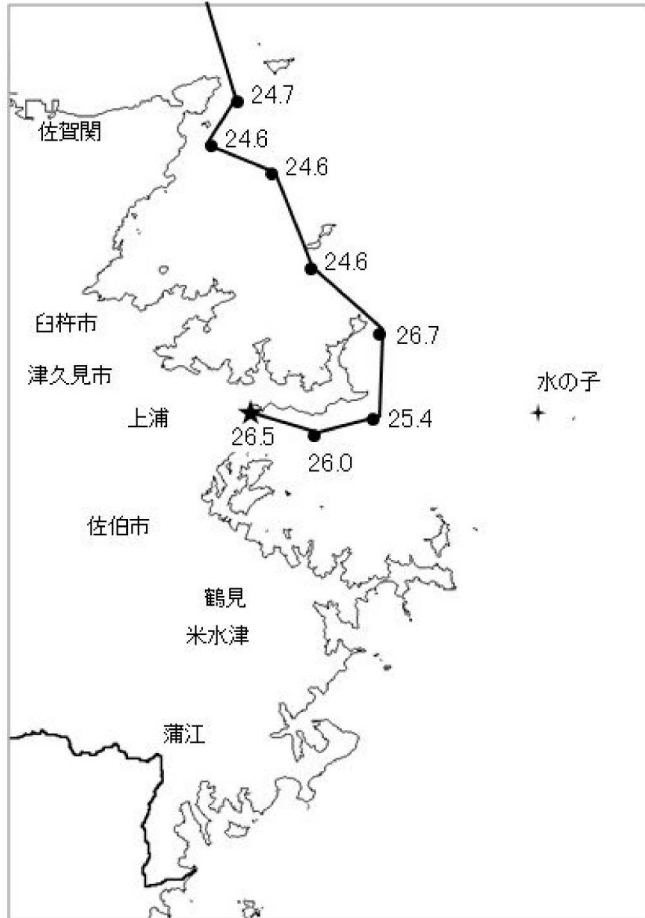 24.7
佐賀関
24.6
24.6
24.6
臼杵市
26.7
津久見市
水の子
上浦
25.4
26.5
26.0
佐伯市
鶴見
米水津
蒲江